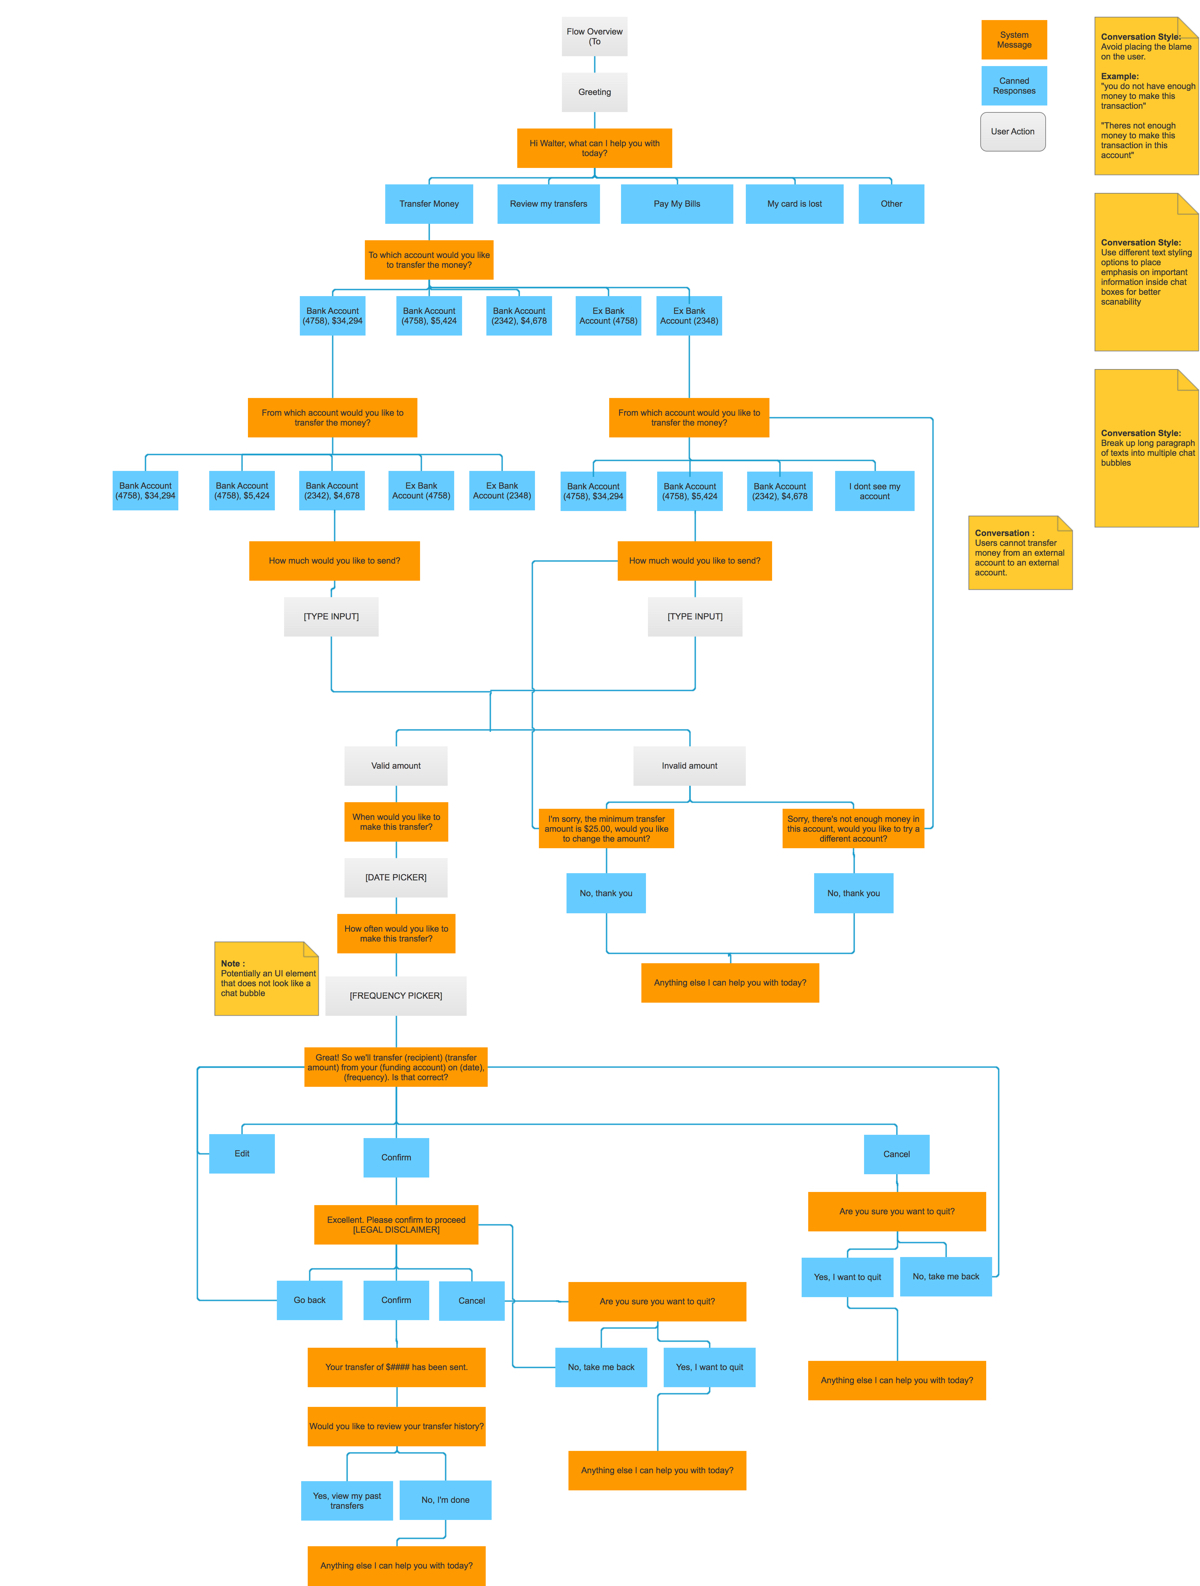 Flow Overview
(To
Greeting
Hi Walter, what can I help you with
today?
Transfer Money
Review my transfers
Pay My Bills
My card is lost
Other
To which account would you like
to transfer the money?
Bank Account
(4758), $34,294
Bank Account
(4758), $5,424
Bank Account
(2342), $4,678
Ex Bank
Account (4758)
Ex Bank
Account (2348)
From which account would you like to
transfer the money?
From which account would you like to
transfer the money?
Bank Account
(4758), $34,294
Bank Account
(4758), $5,424
Bank Account
(2342), $4,678
Ex Bank
Account (4758)
Ex Bank
Account (2348)
Bank Account
(4758), $34,294
Bank Account
(4758), $5,424
Bank Account
(2342), $4,678
I dont see my
account
How much would you like to send?
How much would you like to send?
[TYPE INPUT]
[TYPE INPUT]
Valid amount
Invalid amount
When would you like to
make this transfer?
I'm sorry, the minimum transfer
amount is $25.00, would you like
to change the amount?
Sorry, there's not enough money in
this account, would you like to try a
different account?
[DATE PICKER]
No, thank you
No, thank you
How often would you like to
make this transfer?
Anything else I can help you with today?
Note :
Potentially an UI element
that does not look like a
chat bubble
[FREQUENCY PICKER]
Great! So we'll transfer (recipient) (transfer
amount) from your (funding account) on (date),
(frequency). Is that correct?
Edit
Confirm
Cancel
Excellent. Please confirm to proceed
[LEGAL DISCLAIMER]
Are you sure you want to quit?
Yes, I want to quit
No, take me back
Go back
Confirm
Cancel
Are you sure you want to quit?
Your transfer of $#### has been sent.
No, take me back
Yes, I want to quit
Anything else I can help you with today?
Would you like to review your transfer history?
Anything else I can help you with today?
Yes, view my past
transfers
No, I'm done
Anything else I can help you with today?
System
Message
Canned
Responses
User Action
Conversation Style:
Avoid placing the blame
on the user.
Example:
"you do not have enough
money to make this
transaction"
"Theres not enough
money to make this
transaction in this
account"
Conversation Style:
Use different text styling
options to place
emphasis on important
information inside chat
boxes for better
scanability
Conversation Style:
Break up long paragraph
of texts into multiple chat
bubbles
Conversation :
Users cannot transfer
money from an external
account to an external
account.